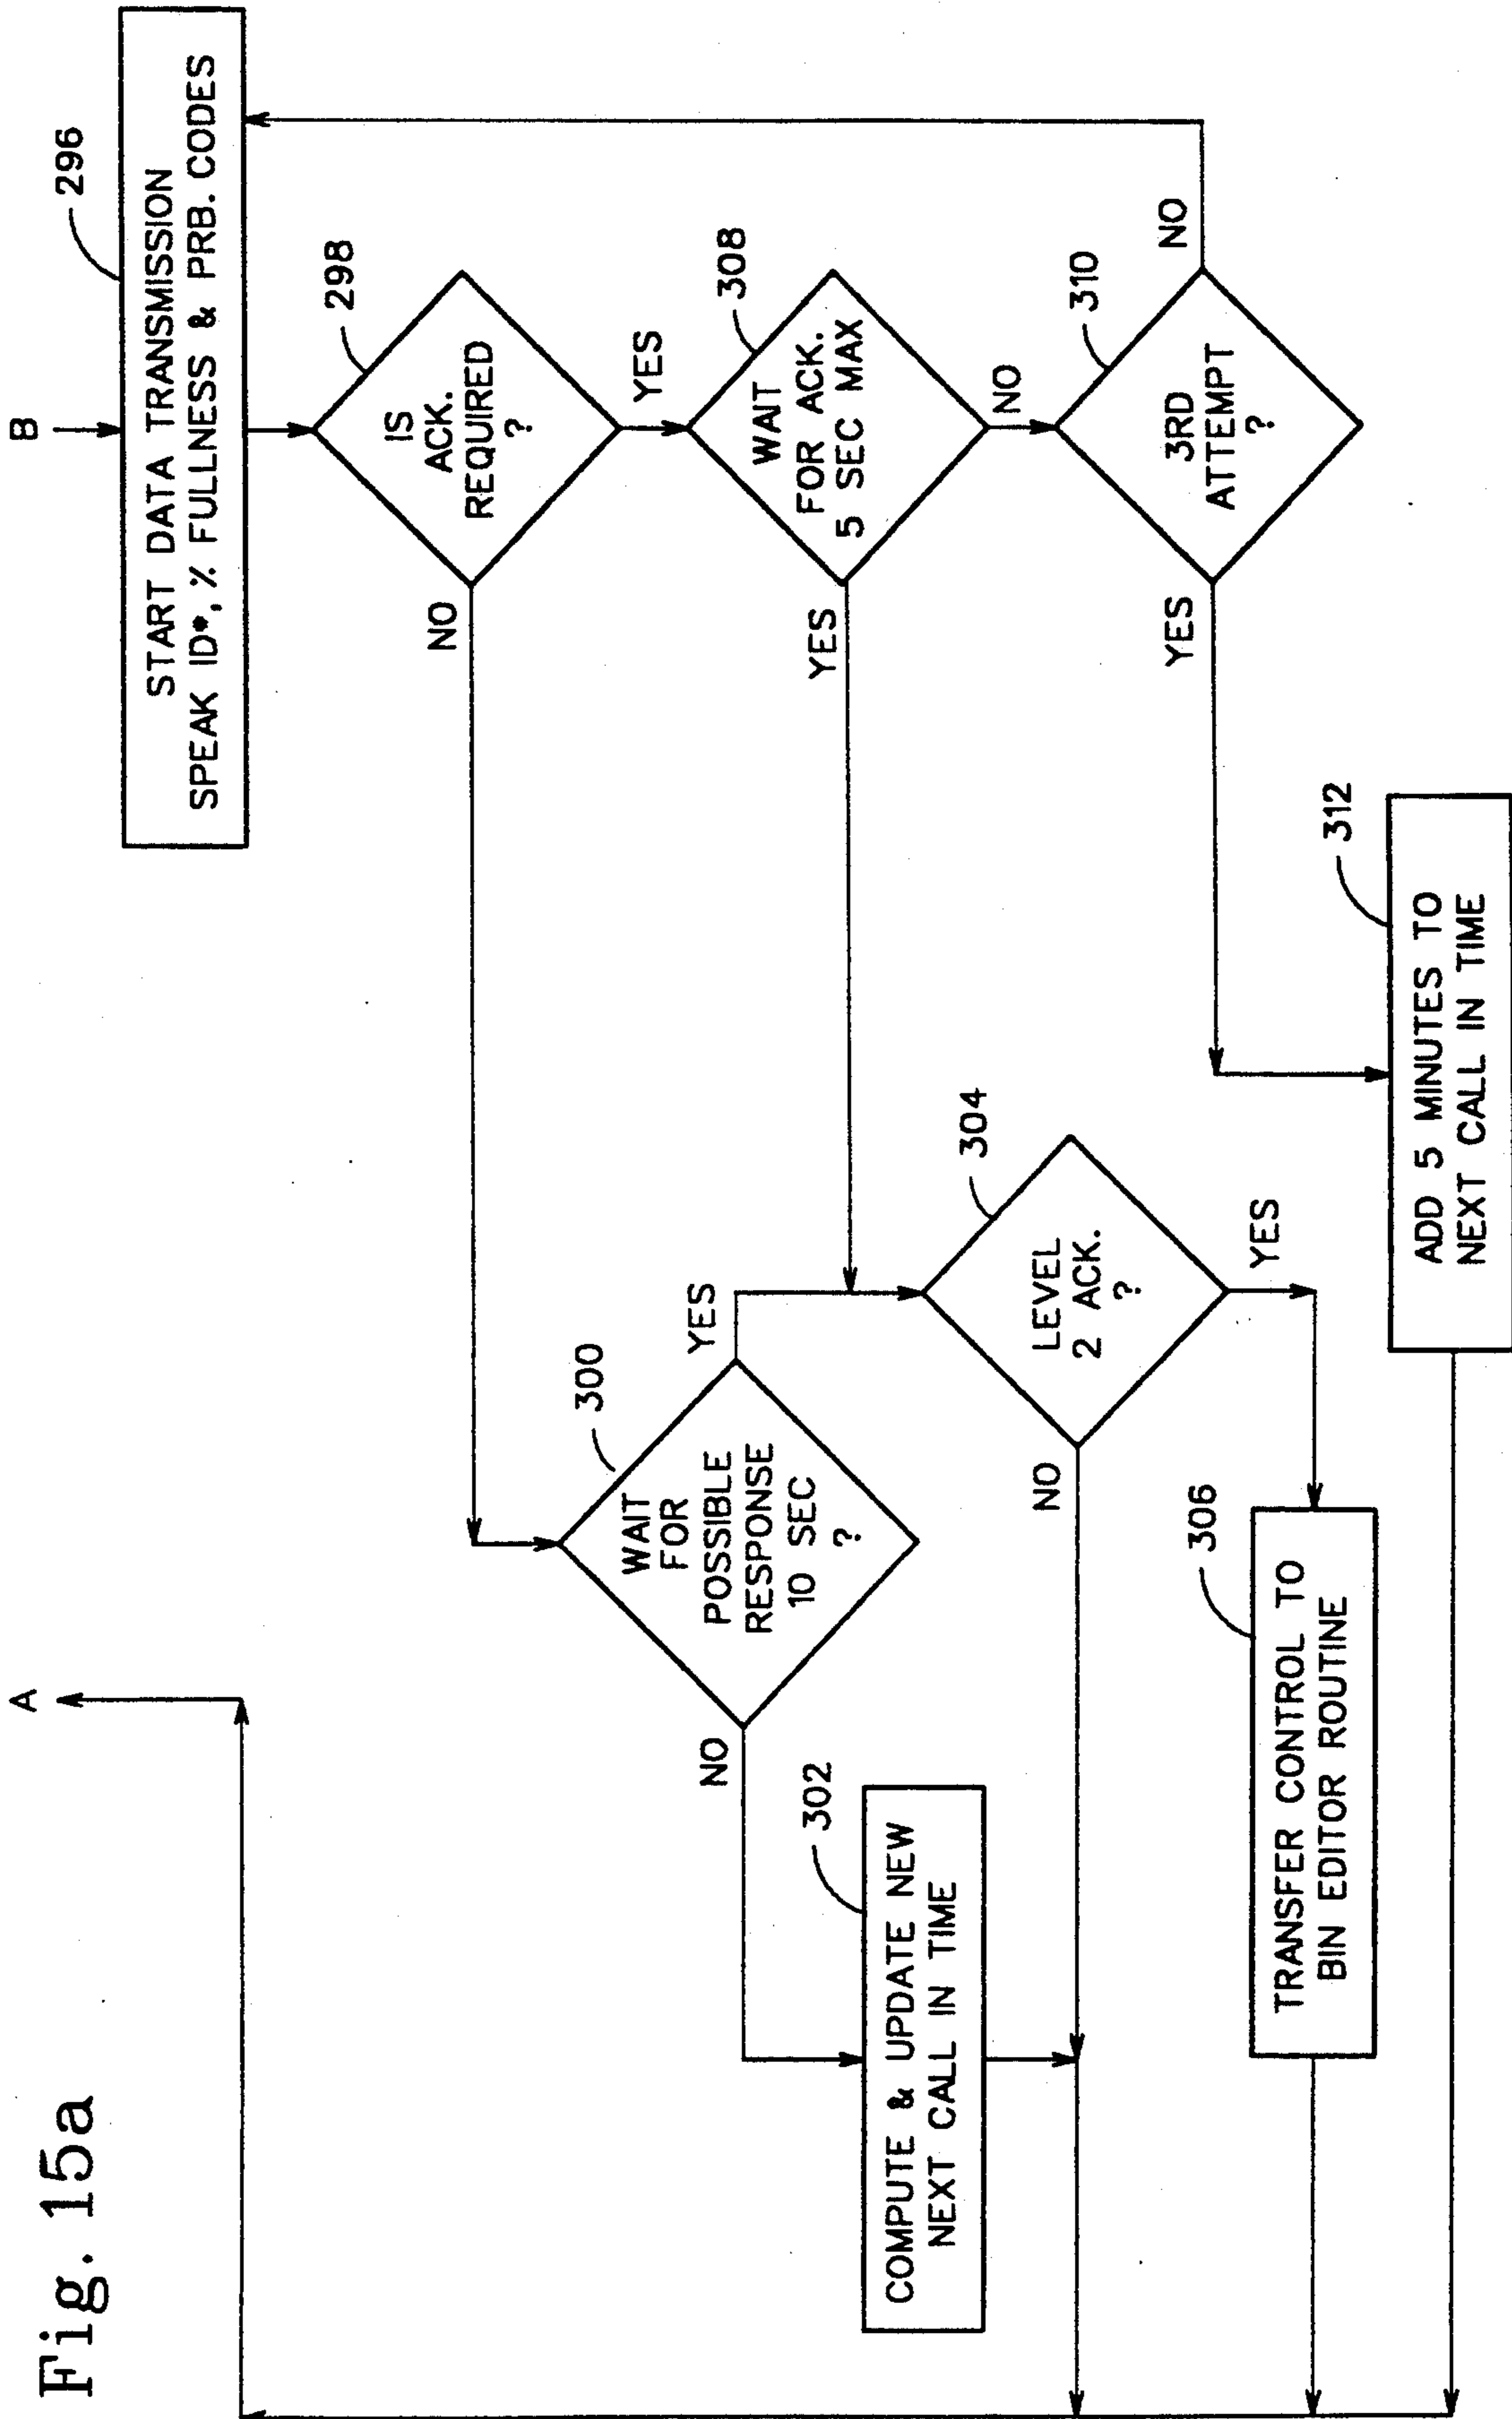 Fig. 15a
A
B
296
START DATA TRANSMISSION
SPEAK ID*, % FULLNESS & PRB. CODES
298
IS
ACK.
REQUIRED
?
NO
YES
308
WAIT
FOR ACK.
5 SEC MAX
YES
NO
310
3RD
ATTEMPT
?
YES
NO
300
WAIT
FOR
POSSIBLE
RESPONSE
10 SEC
?
NO
YES
302
COMPUTE & UPDATE NEW
NEXT CALL IN TIME
304
LEVEL
2 ACK.
?
NO
YES
306
TRANSFER CONTROL TO
BIN EDITOR ROUTINE
312
ADD 5 MINUTES TO
NEXT CALL IN TIME